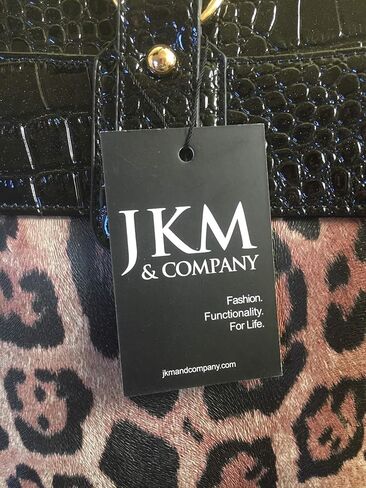 JKM
& COMPANY
Fashion.
Functionality.
For Life.
jkmandcompany.com